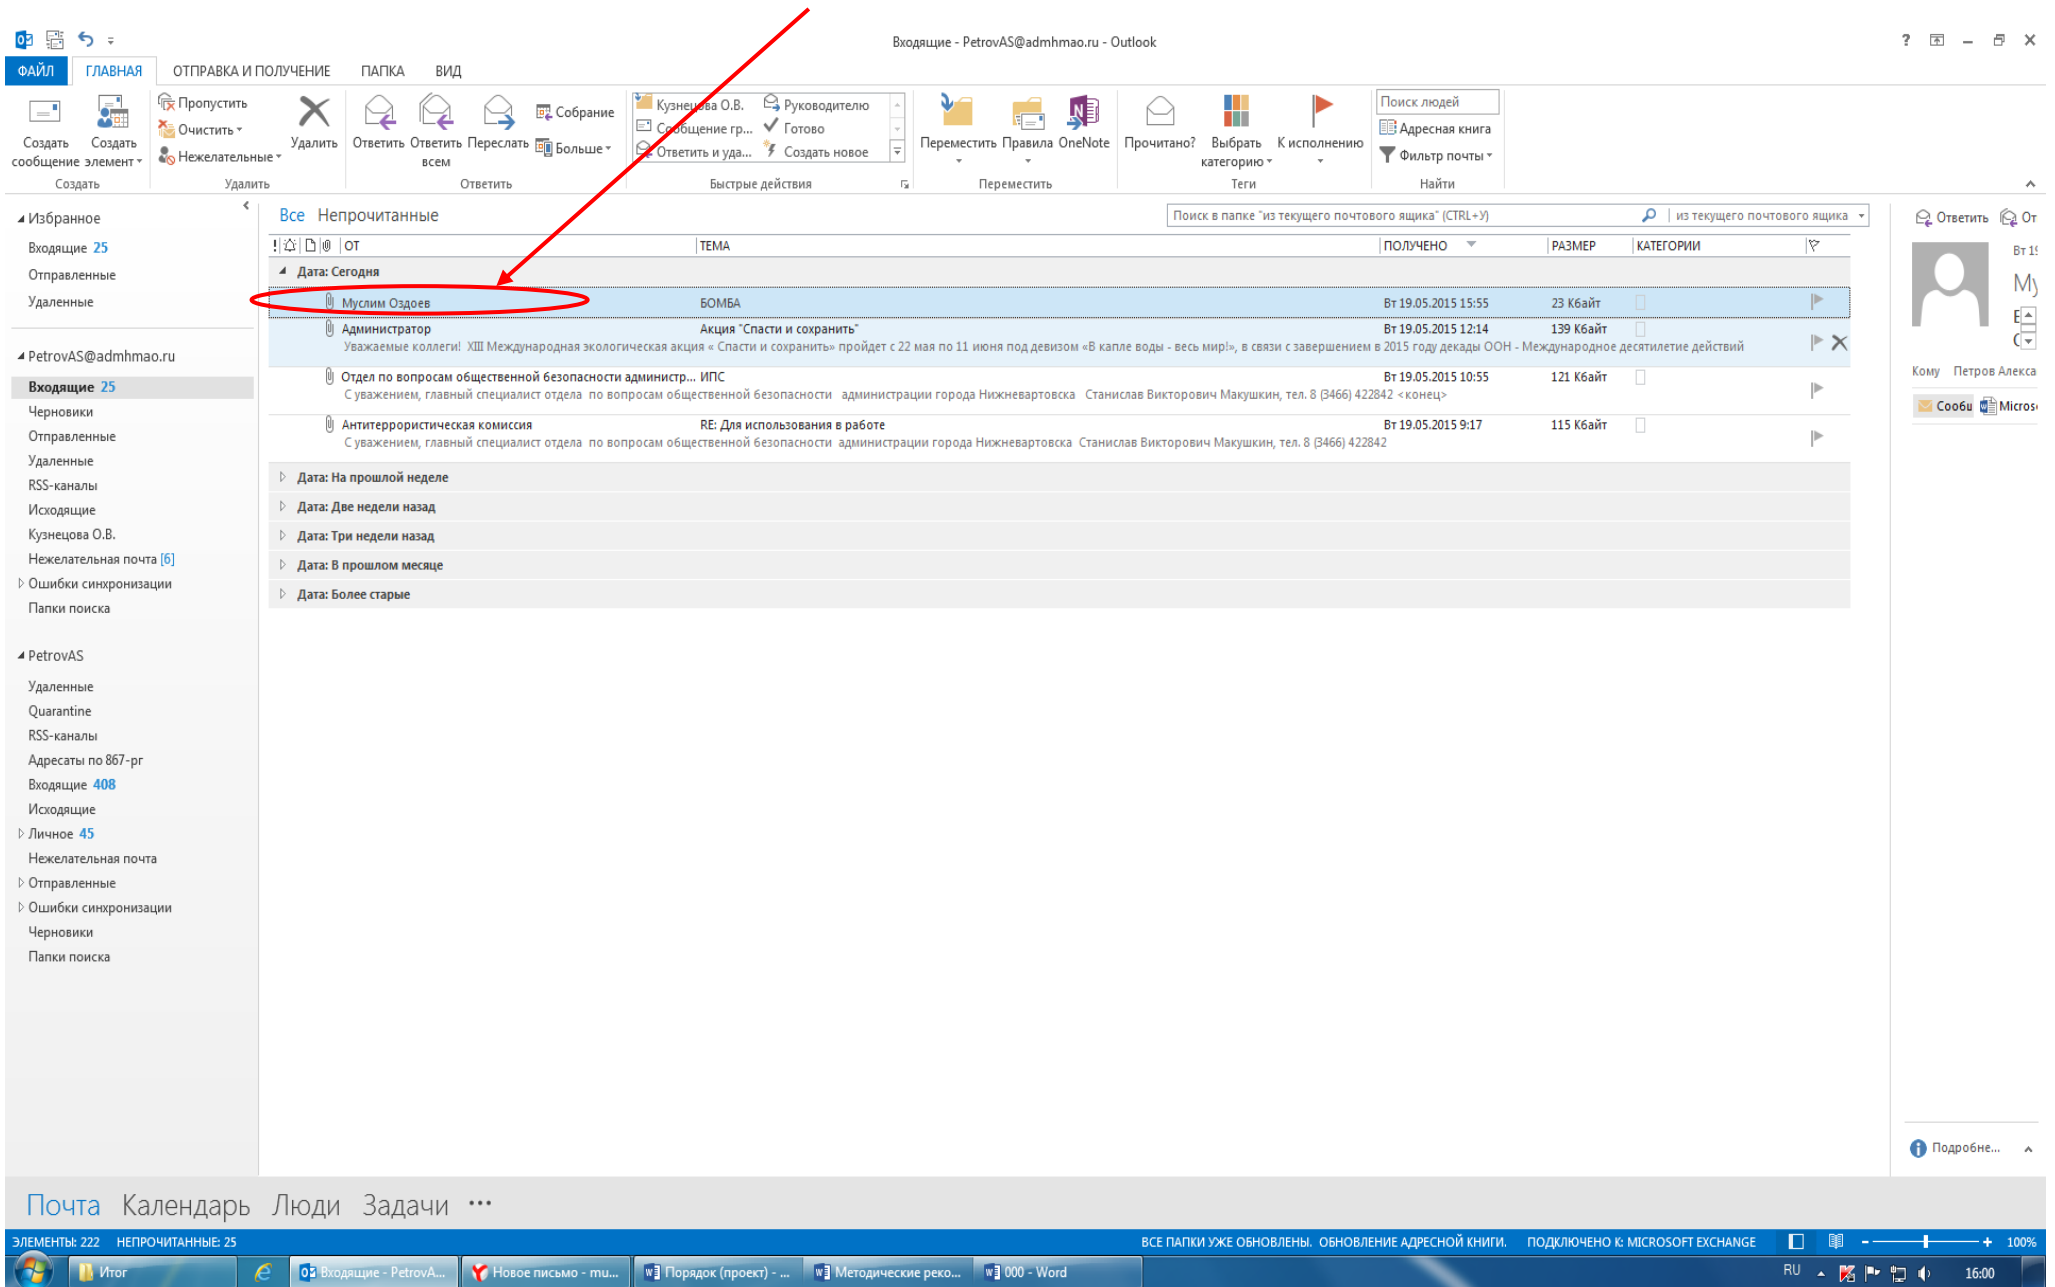 Входящие - PetrovAS@admhmao.ru - Outlook
ФАЙЛ ГЛАВНАЯ ОТПРАВКА И ПОЛУЧЕНИЕ ПАПКА ВИД
Создать сообщение
Создать элемент
Создать
Пропустить
Очистить
Нежелательные
Удалить
Удалить
Ответить
Ответить всем
Переслать
Собрание
Больше
Ответить
Кузнецова О.В.
Сообщение гр...
Ответить и уда...
Руководителю
Готово
Создать новое
Быстрые действия
Переместить
Правила
OneNote
Переместить
Прочитано?
Выбрать категорию
К исполнению
Теги
Поиск людей
Адресная книга
Фильтр почты
Найти
Избранное
Входящие 25
Отправленные
Удаленные
PetrovAS@admhmao.ru
Входящие 25
Черновики
Отправленные
Удаленные
RSS-каналы
Исходящие
Кузнецова О.В.
Нежелательная почта [6]
Ошибки синхронизации
Папки поиска
PetrovAS
Удаленные
Quarantine
RSS-каналы
Адресаты по 867-рг
Входящие 408
Исходящие
Личное 45
Нежелательная почта
Отправленные
Ошибки синхронизации
Черновики
Папки поиска
Все Непрочитанные
Поиск в папке "из текущего почтового ящика" (CTRL+У)
из текущего почтового ящика
! ОТ ТЕМА ПОЛУЧЕНО РАЗМЕР КАТЕГОРИИ
Дата: Сегодня
Муслим Оздоев БОМБА Вт 19.05.2015 15:55 23 Кбайт
Администратор Акция "Спасти и сохранить" Вт 19.05.2015 12:14 139 Кбайт
Уважаемые коллеги! XIII Международная экологическая акция « Спасти и сохранить» пройдет с 22 мая по 11 июня под девизом «В капле воды - весь мир!», в связи с завершением в 2015 году декады ООН - Международное десятилетие действий
Отдел по вопросам общественной безопасности администр... ИПС Вт 19.05.2015 10:55 121 Кбайт
С уважением, главный специалист отдела по вопросам общественной безопасности администрации города Нижневартовска Станислав Викторович Макушкин, тел. 8 (3466) 422842 <конец>
Антитеррористическая комиссия RE: Для использования в работе Вт 19.05.2015 9:17 115 Кбайт
С уважением, главный специалист отдела по вопросам общественной безопасности администрации города Нижневартовска Станислав Викторович Макушкин, тел. 8 (3466) 422842
Дата: На прошлой неделе
Дата: Две недели назад
Дата: Три недели назад
Дата: В прошлом месяце
Дата: Более старые
Ответить От
Вт 19
Му
Кому Петров Алекса
Сообщ Microso
Подробне...
Почта Календарь Люди Задачи •••
ЭЛЕМЕНТЫ: 222 НЕПРОЧИТАННЫЕ: 25
ВСЕ ПАПКИ УЖЕ ОБНОВЛЕНЫ. ОБНОВЛЕНИЕ АДРЕСНОЙ КНИГИ. ПОДКЛЮЧЕНО К: MICROSOFT EXCHANGE 100%
Итог
Входящие - PetrovA...
Новое письмо - mu...
Порядок (проект) - ...
Методические реко...
000 - Word
RU 16:00